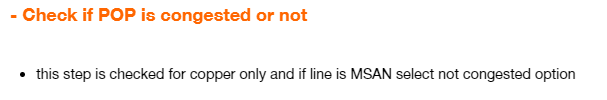 - Check if POP is congested or not
• this step is checked for copper only and if line is MSAN select not congested option